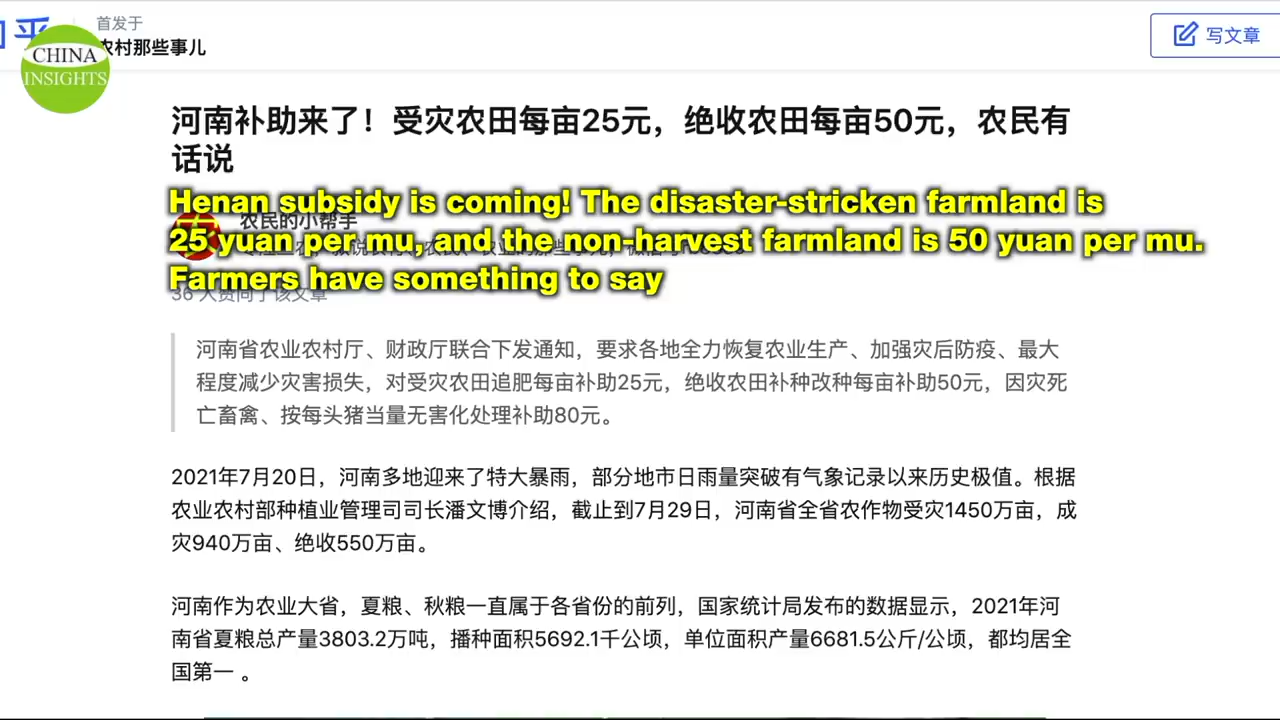 首发于
农村那些事儿
CHINA
INSIGHTS
写文章
河南补助来了！受灾农田每亩25元，绝收农田每亩50元，农民有
话说
Henan subsidy is coming! The disaster-stricken farmland is
农民的小帮手
25 yuan per mu, and the non-harvest farmland is 50 yuan per mu.
Farmers have something to say
36 人赞同了该文章
河南省农业农村厅、财政厅联合下发通知，要求各地全力恢复农业生产、加强灾后防疫、最大
程度减少灾害损失，对受灾农田追肥每亩补助25元，绝收农田补种改种每亩补助50元，因灾死
亡畜禽、按每头猪当量无害化处理补助80元。
2021年7月20日，河南多地迎来了特大暴雨，部分地市日雨量突破有气象记录以来历史极值。根据
农业农村部种植业管理司司长潘文博介绍，截止到7月29日，河南省全省农作物受灾1450万亩，成
灾940万亩、绝收550万亩。
河南作为农业大省，夏粮、秋粮一直属于各省份的前列，国家统计局发布的数据显示，2021年河
南省夏粮总产量3803.2万吨，播种面积5692.1千公顷，单位面积产量6681.5公斤/公顷，都均居全
国第一 。